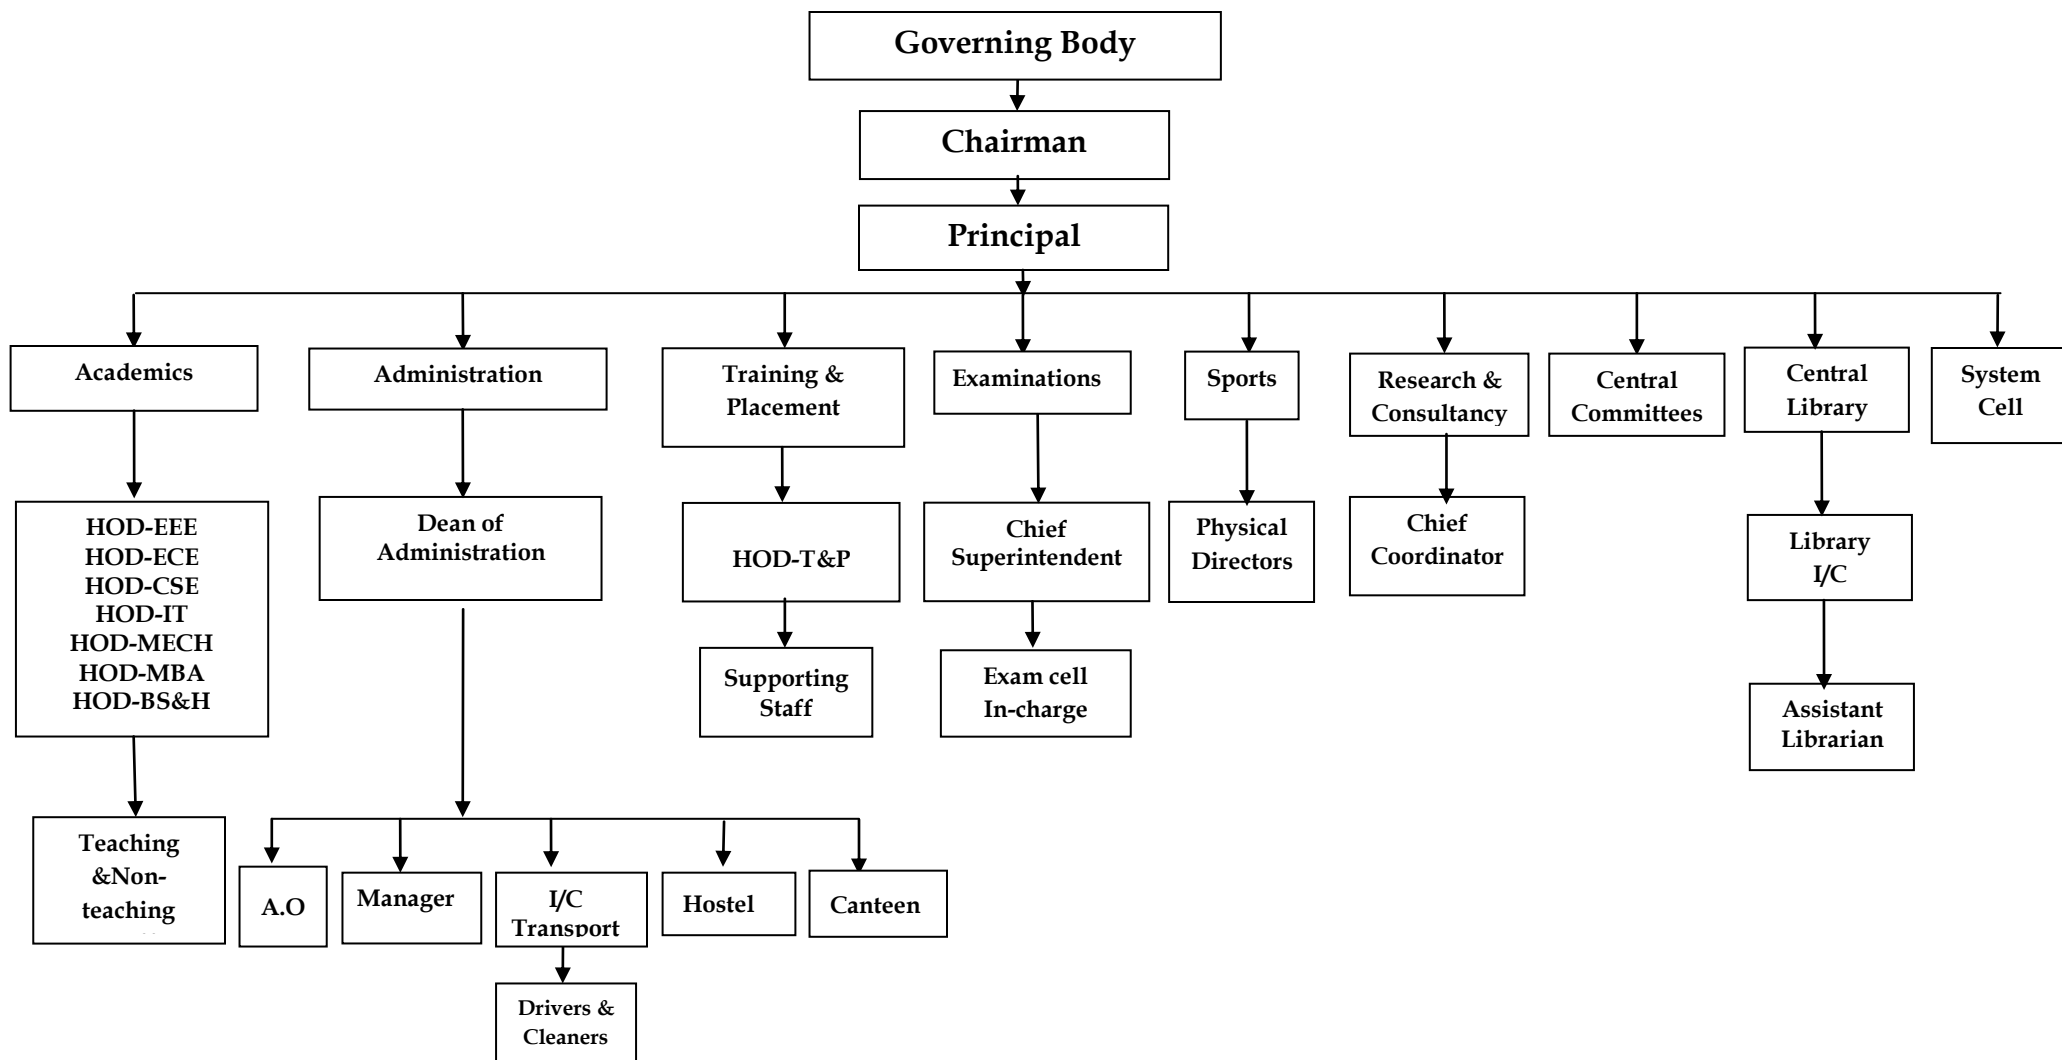 Governing Body
Chairman
Principal
Academics
Administration
Training &
Placement
Examinations
Sports
Research &
Consultancy
Central
Committees
Central
Library
System
Cell
HOD-EEE
HOD-ECE
HOD-CSE
HOD-IT
HOD-MECH
HOD-MBA
HOD-BS&H
Dean of
Administration
HOD-T&P
Chief
Superintendent
Physical
Directors
Chief
Coordinator
Library
I/C
Supporting
Staff
Exam cell
In-charge
Assistant
Librarian
Teaching
&Non-
teaching
A.O
Manager
I/C
Transport
Hostel
Canteen
Drivers &
Cleaners